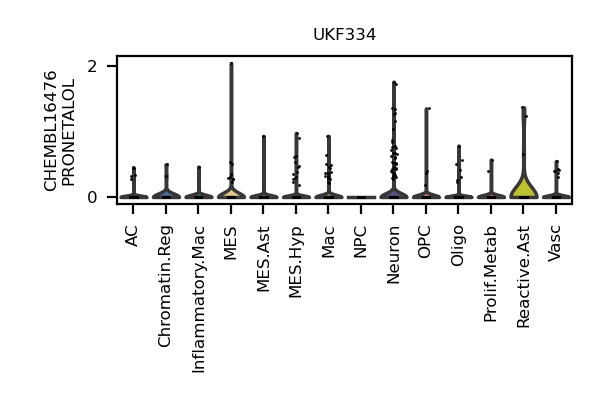 UKF334
CHEMBL16476
PRONETALOL
2
0
AC
Chromatin.Reg
Inflammatory.Mac
MES
MES.Ast
MES.Hyp
Mac
NPC
Neuron
OPC
Oligo
Prolif.Metab
Reactive.Ast
Vasc